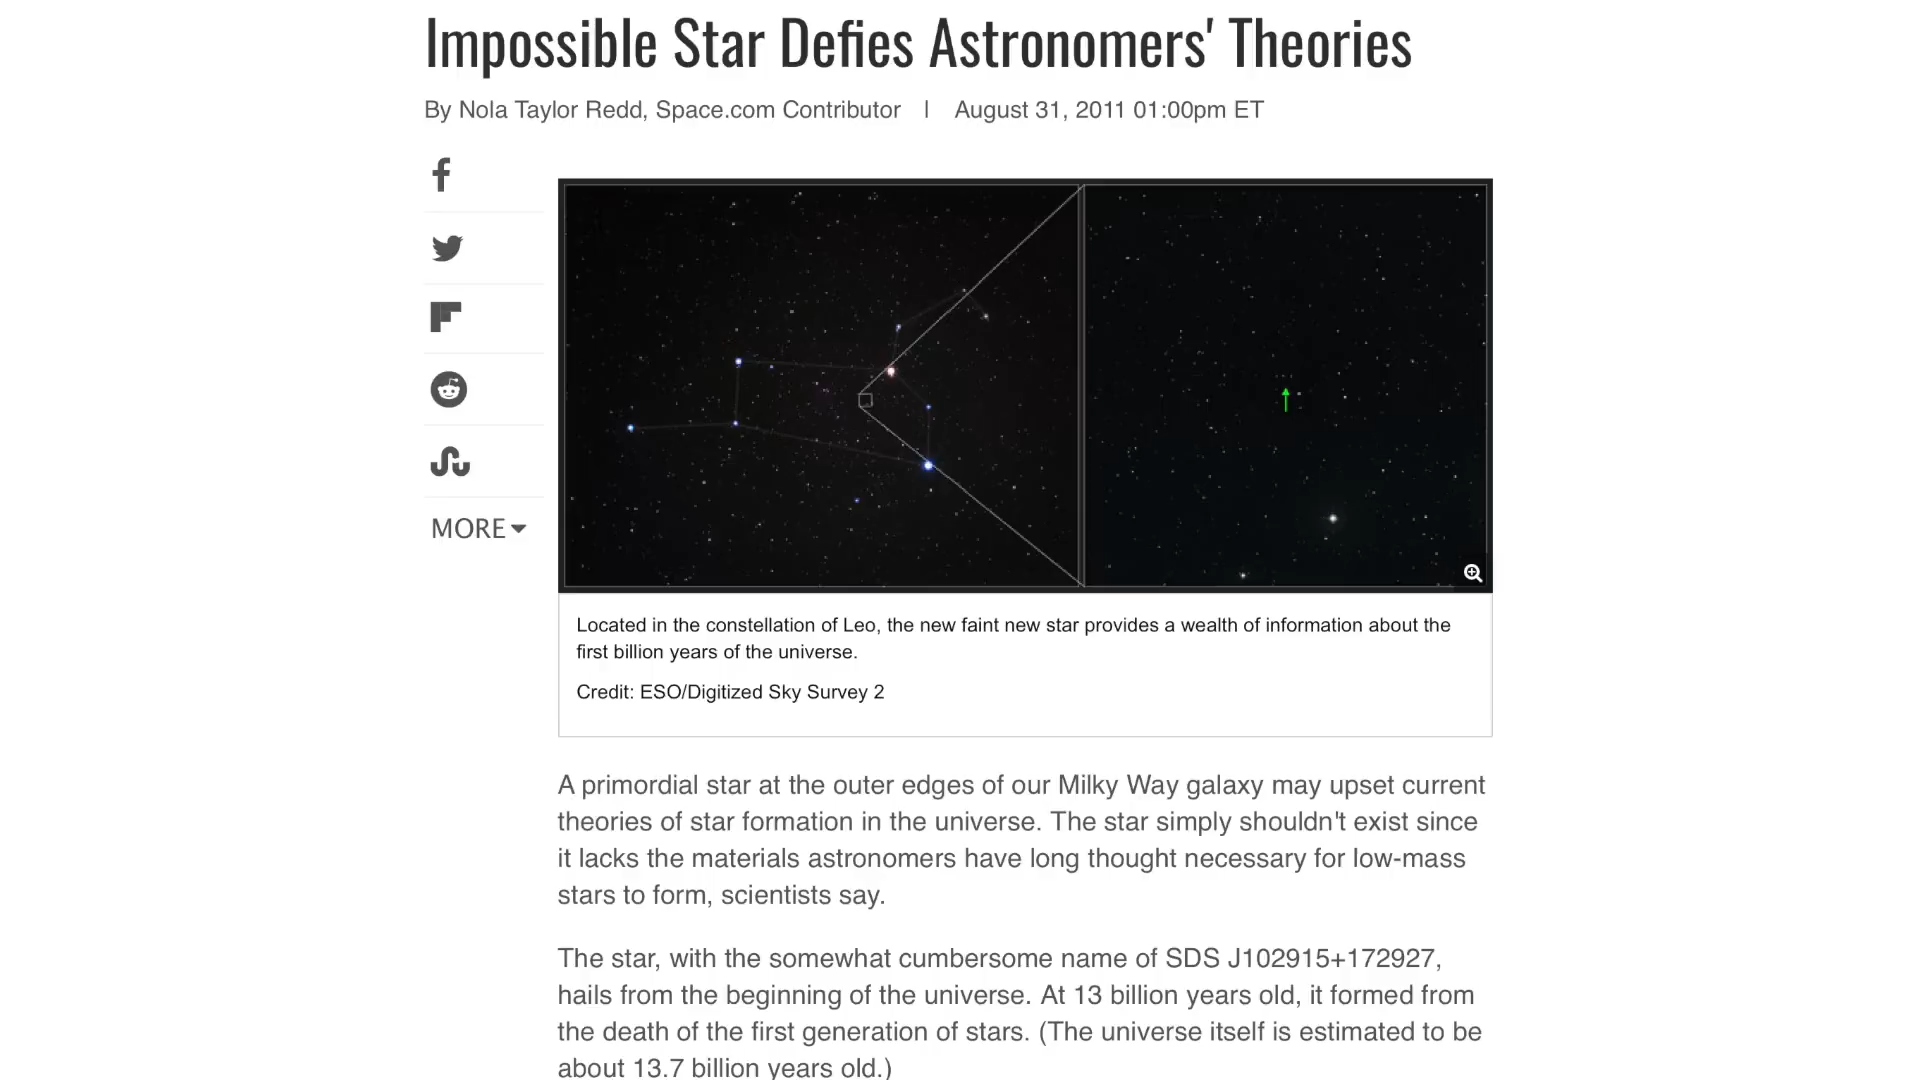 Impossible Star Defies Astronomers' Theories
By Nola Taylor Redd, Space.com Contributor | August 31, 2011 01:00pm ET
MORE
Located in the constellation of Leo, the new faint new star provides a wealth of information about the
first billion years of the universe.
Credit: ESO/Digitized Sky Survey 2
A primordial star at the outer edges of our Milky Way galaxy may upset current
theories of star formation in the universe. The star simply shouldn't exist since
it lacks the materials astronomers have long thought necessary for low-mass
stars to form, scientists say.
The star, with the somewhat cumbersome name of SDS J102915+172927,
hails from the beginning of the universe. At 13 billion years old, it formed from
the death of the first generation of stars. (The universe itself is estimated to be
about 13.7 billion years old.)